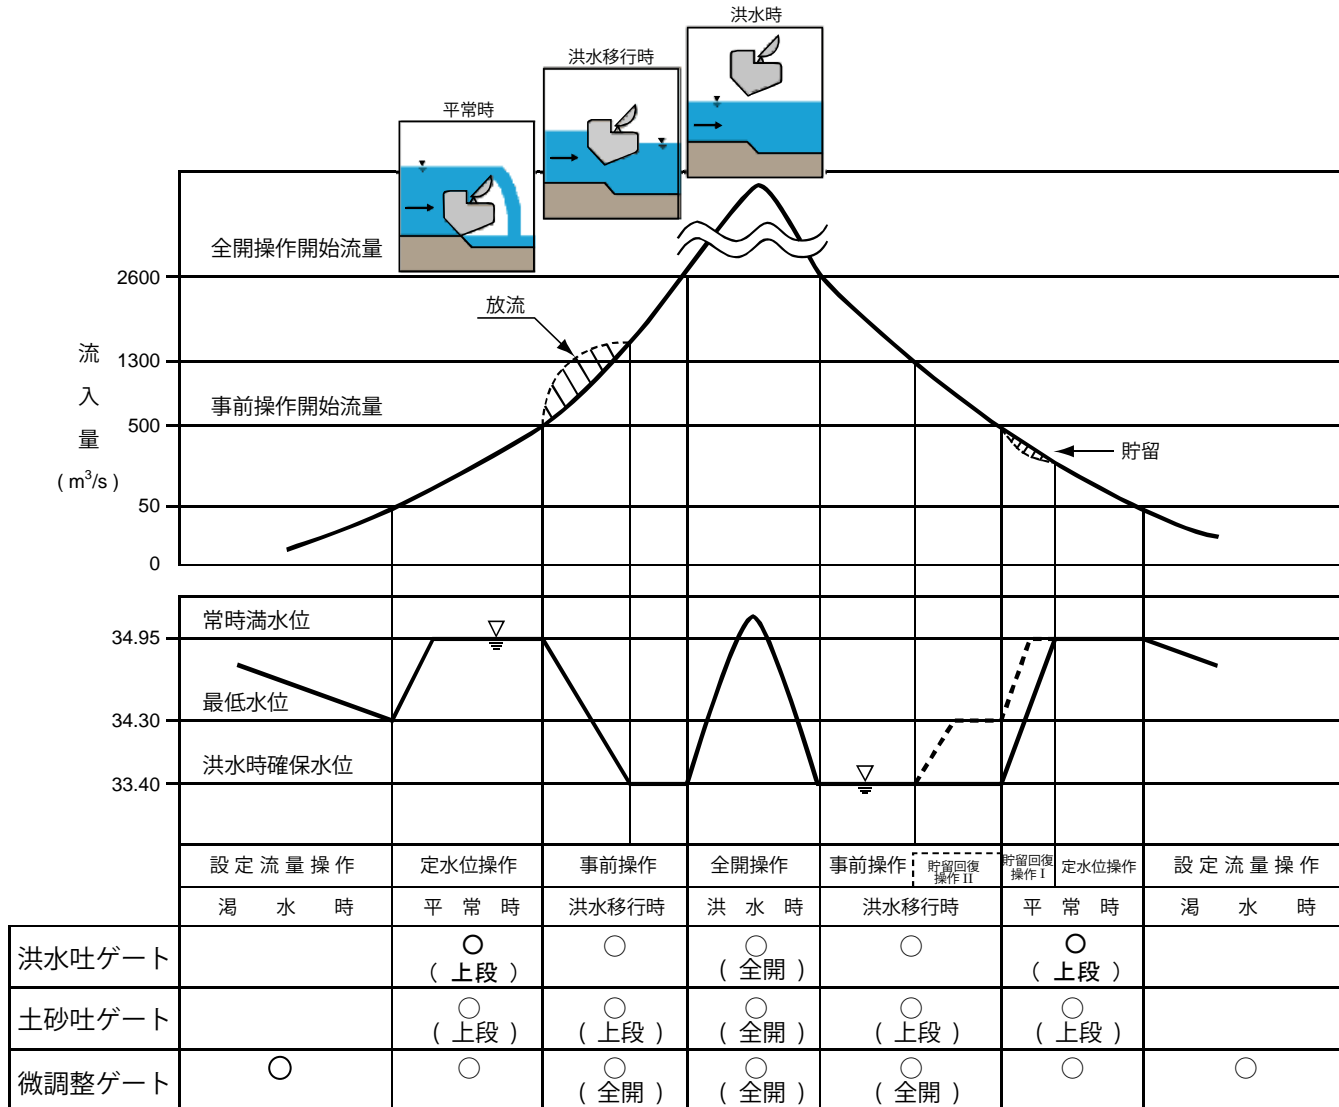 洪水時
洪水移行時
平常時
全開操作開始流量
2600
放流
流入量
(m³/s)
1300
事前操作開始流量
500
貯留
50
0
常時満水位
34.95
最低水位
34.30
洪水時確保水位
33.40
設定流量操作 定水位操作 事前操作 全開操作 事前操作 貯留回復操作 II 貯留回復操作 I 定水位操作 設定流量操作
渇水時 平常時 洪水移行時 洪水時 洪水移行時 平常時 渇水時
洪水吐ゲート ○ ○ ○ ○ ○
(上段) (全開) (上段)
土砂吐ゲート ○ ○ ○ ○ ○
(上段) (上段) (全開) (上段) (上段)
微調整ゲート ○ ○ ○ ○ ○ ○ ○
(全開) (全開) (全開)